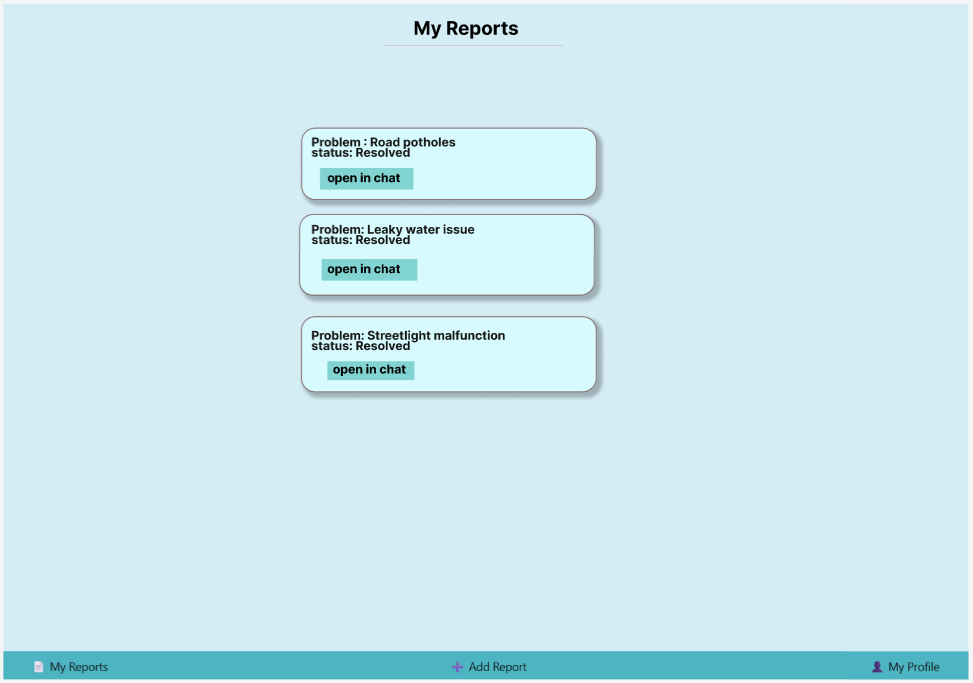 My Reports
Problem : Road potholes
status: Resolved
open in chat
Problem: Leaky water issue
status: Resolved
open in chat
Problem: Streetlight malfunction
status: Resolved
open in chat
My Reports
Add Report
My Profile